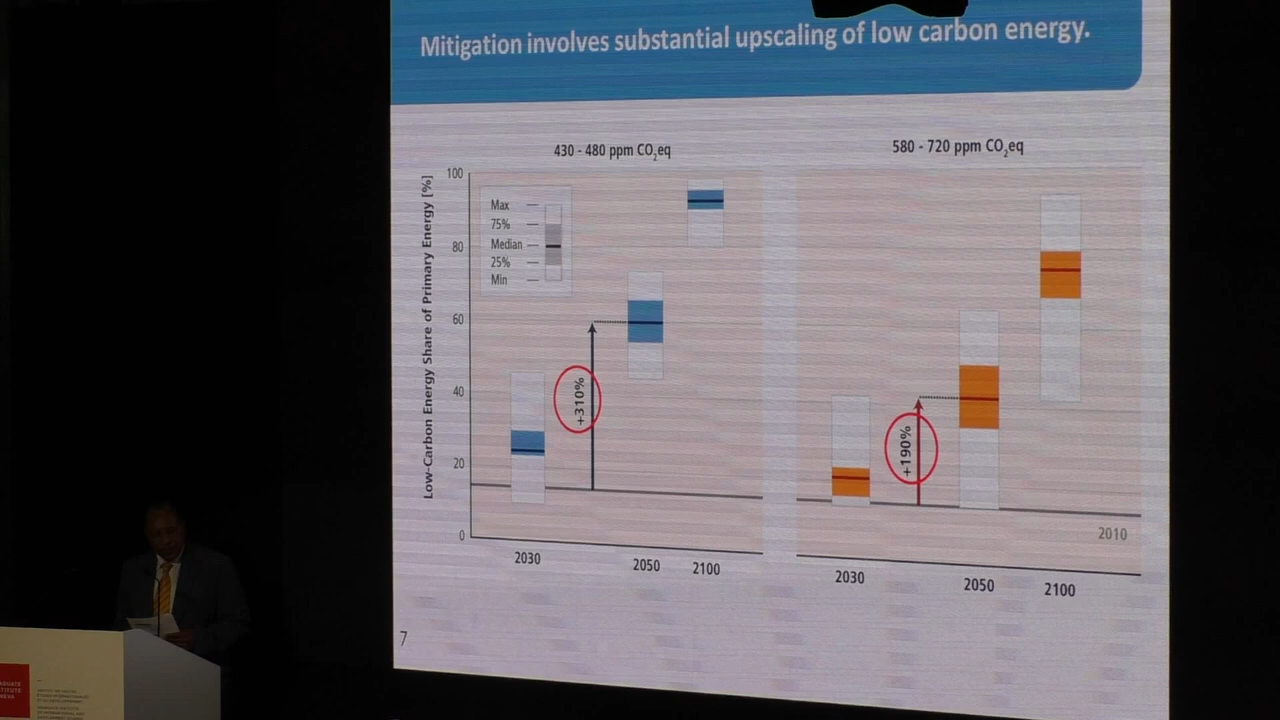 Mitigation involves substantial upscaling of low carbon energy.
430 - 480 ppm CO2eq
580 - 720 ppm CO2eq
Low-Carbon Energy Share of Primary Energy [%]
100
80
60
40
20
0
Max
75%
Median
25%
Min
+310%
+190%
2010
2030
2050
2100
2030
2050
2100
7